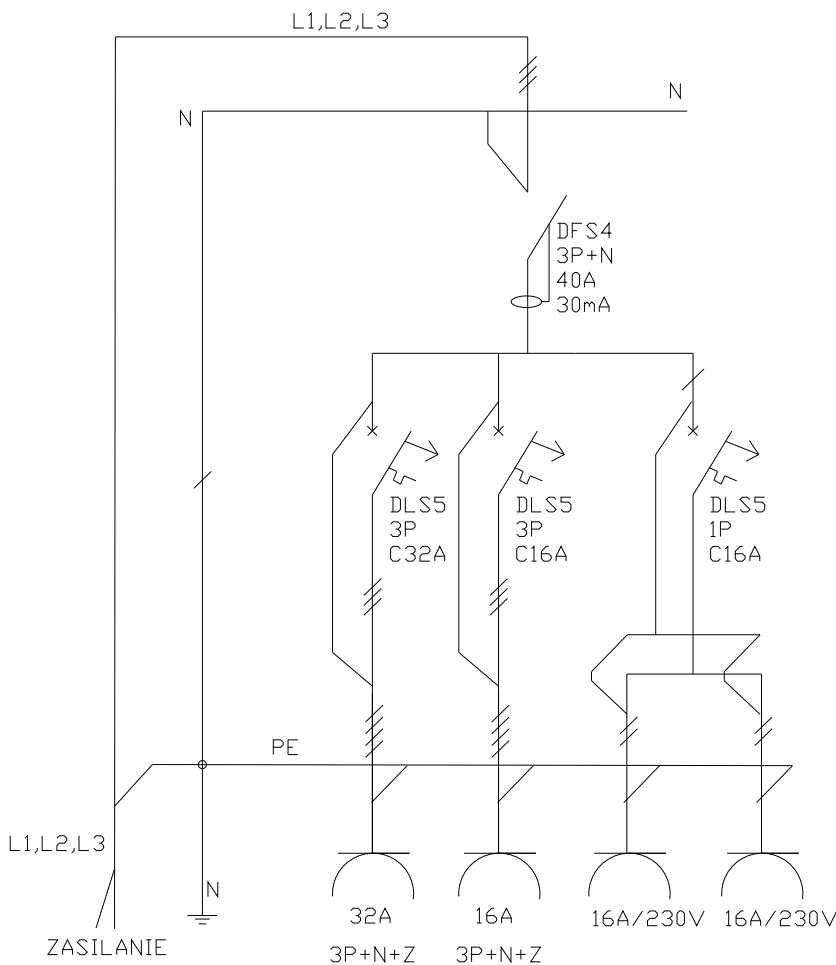 L1,L2,L3
N
N
DFS4
3P+N
40A
30mA
DLS5
3P
C32A
DLS5
3P
C16A
DLS5
1P
C16A
PE
L1,L2,L3
N
ZASILANIE
32A
3P+N+Z
16A
3P+N+Z
16A/230V
16A/230V